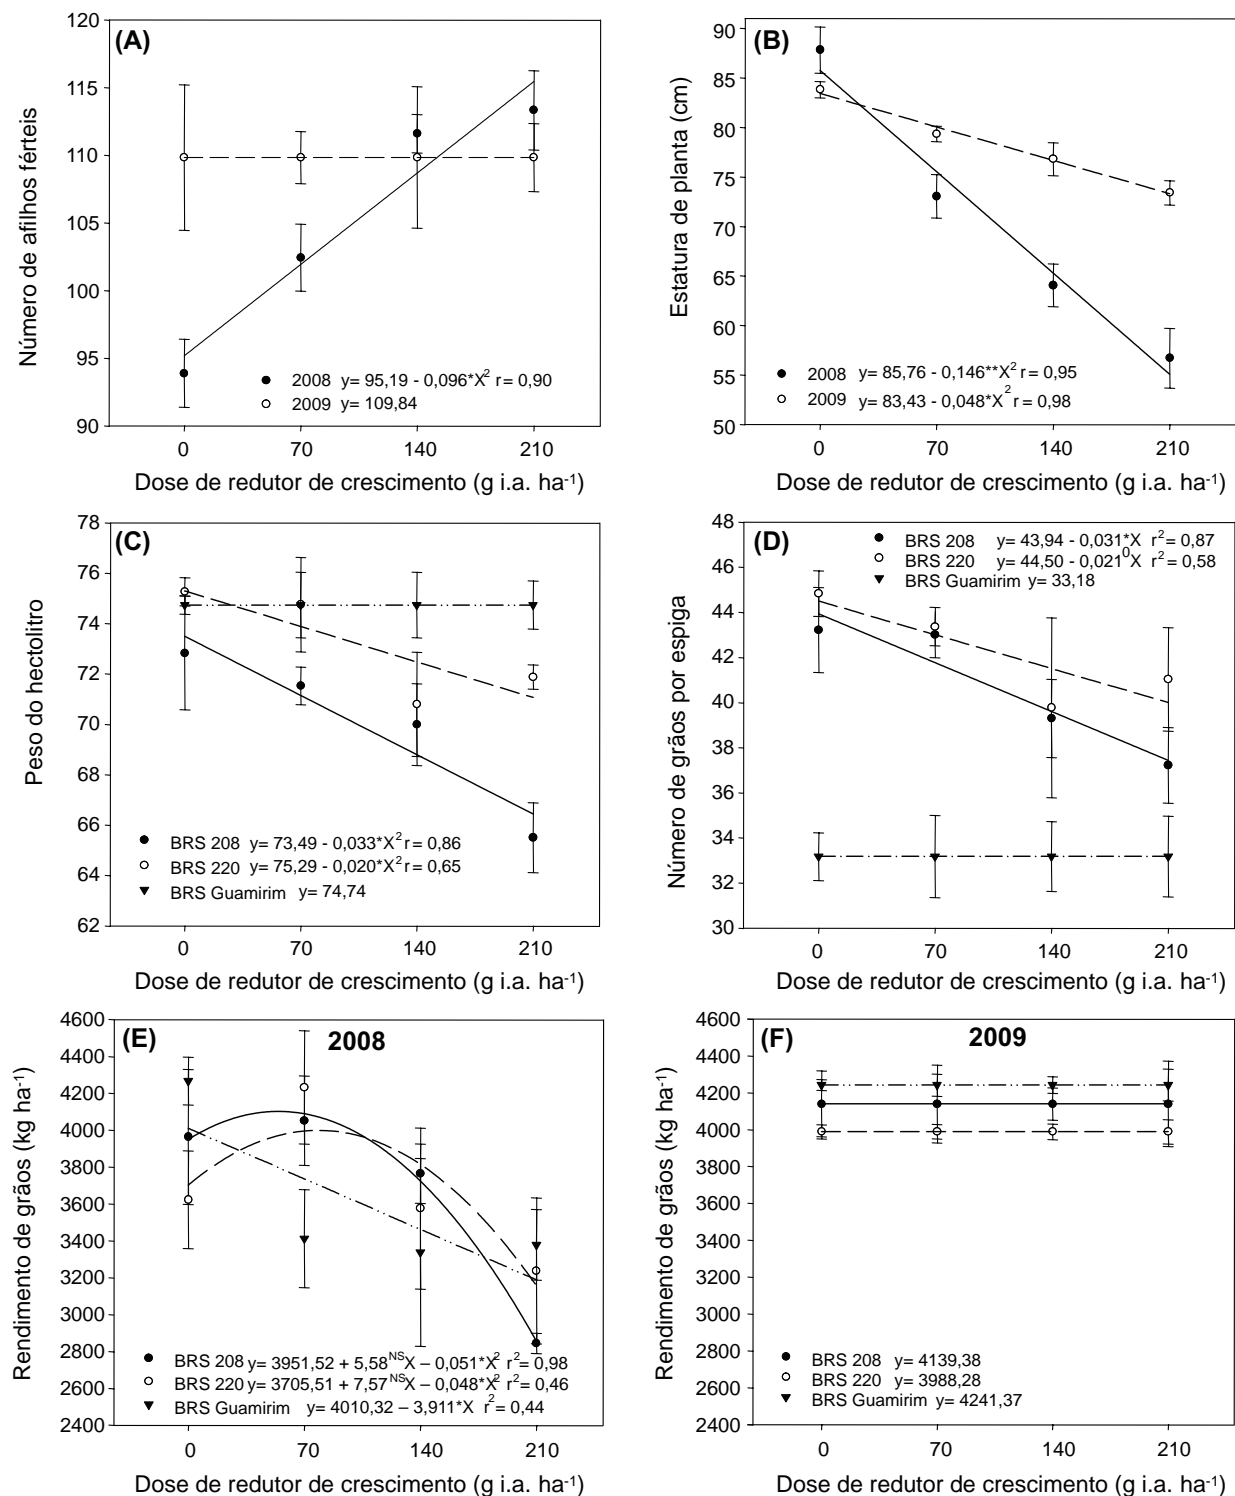 (A)
Número de afilhos férteis
120
115
110
105
100
95
90
2008 y= 95,19 - 0,096*X² r = 0,90
2009 y= 109,84
0 70 140 210
Dose de redutor de crescimento (g i.a. ha⁻¹)
(B)
Estatura de planta (cm)
90
85
80
75
70
65
60
55
50
2008 y= 85,76 - 0,146**X² r = 0,95
2009 y= 83,43 - 0,048*X² r = 0,98
0 70 140 210
Dose de redutor de crescimento (g i.a. ha⁻¹)
(C)
Peso do hectolitro
78
76
74
72
70
68
66
64
62
BRS 208 y= 73,49 - 0,033*X² r = 0,86
BRS 220 y= 75,29 - 0,020*X² r = 0,65
BRS Guamirim y= 74,74
0 70 140 210
Dose de redutor de crescimento (g i.a. ha⁻¹)
(D)
Número de grãos por espiga
48
46
44
42
40
38
36
34
32
30
BRS 208 y= 43,94 - 0,031*X r² = 0,87
BRS 220 y= 44,50 - 0,021⁰X r² = 0,58
BRS Guamirim y= 33,18
0 70 140 210
Dose de redutor de crescimento (g i.a. ha⁻¹)
(E)
2008
Rendimento de grãos (kg ha⁻¹)
4600
4400
4200
4000
3800
3600
3400
3200
3000
2800
2600
2400
BRS 208 y= 3951,52 + 5,58ᴺˢX – 0,051*X² r² = 0,98
BRS 220 y= 3705,51 + 7,57ᴺˢX – 0,048*X² r² = 0,46
BRS Guamirim y= 4010,32 – 3,911*X r² = 0,44
0 70 140 210
Dose de redutor de crescimento (g i.a. ha⁻¹)
(F)
2009
Rendimento de grãos (kg ha⁻¹)
4600
4400
4200
4000
3800
3600
3400
3200
3000
2800
2600
2400
BRS 208 y= 4139,38
BRS 220 y= 3988,28
BRS Guamirim y= 4241,37
0 70 140 210
Dose de redutor de crescimento (g i.a. ha⁻¹)